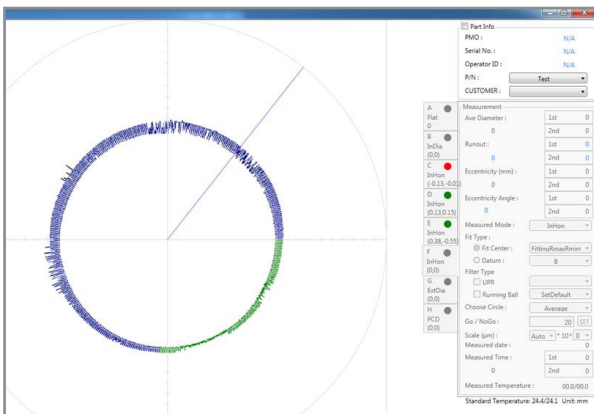 Part Info
PMO : N/A
Serial No. : N/A
Operator ID : N/A
P/N : Test
CUSTOMER :
A
Flat
0
B
InDia
(0,0)
C
InHon
(-0.13,-0.01)
D
InHon
(0.13,0.15)
E
InHon
(0.38,-0.55)
F
InHon
(0,0)
G
ExtDia
(0,0)
H
PCD
(0,0)
Measurement
Ave Diameter : 1st 0
0 2nd 0
Runout : 1st 0
0 2nd 0
Eccentricity (mm) : 1st 0
0 2nd 0
Eccentricity Angle : 1st 0
0 2nd 0
Measured Mode : InHon
Fit Type :
Fit Center : FittingRmaxRmini
Datum : B
Filter Type
UPR
Running Ball SetDefault
Choose Circle : Average
Go / NoGo : 20 SET
Scale (μm) : Auto * 10^ 0
Measured date : 0
Measured Time : 1st 0
0 2nd 0
Measured Temperature : 00.0/00.0
Standard Temperature: 24.4/24.1 Unit: mm